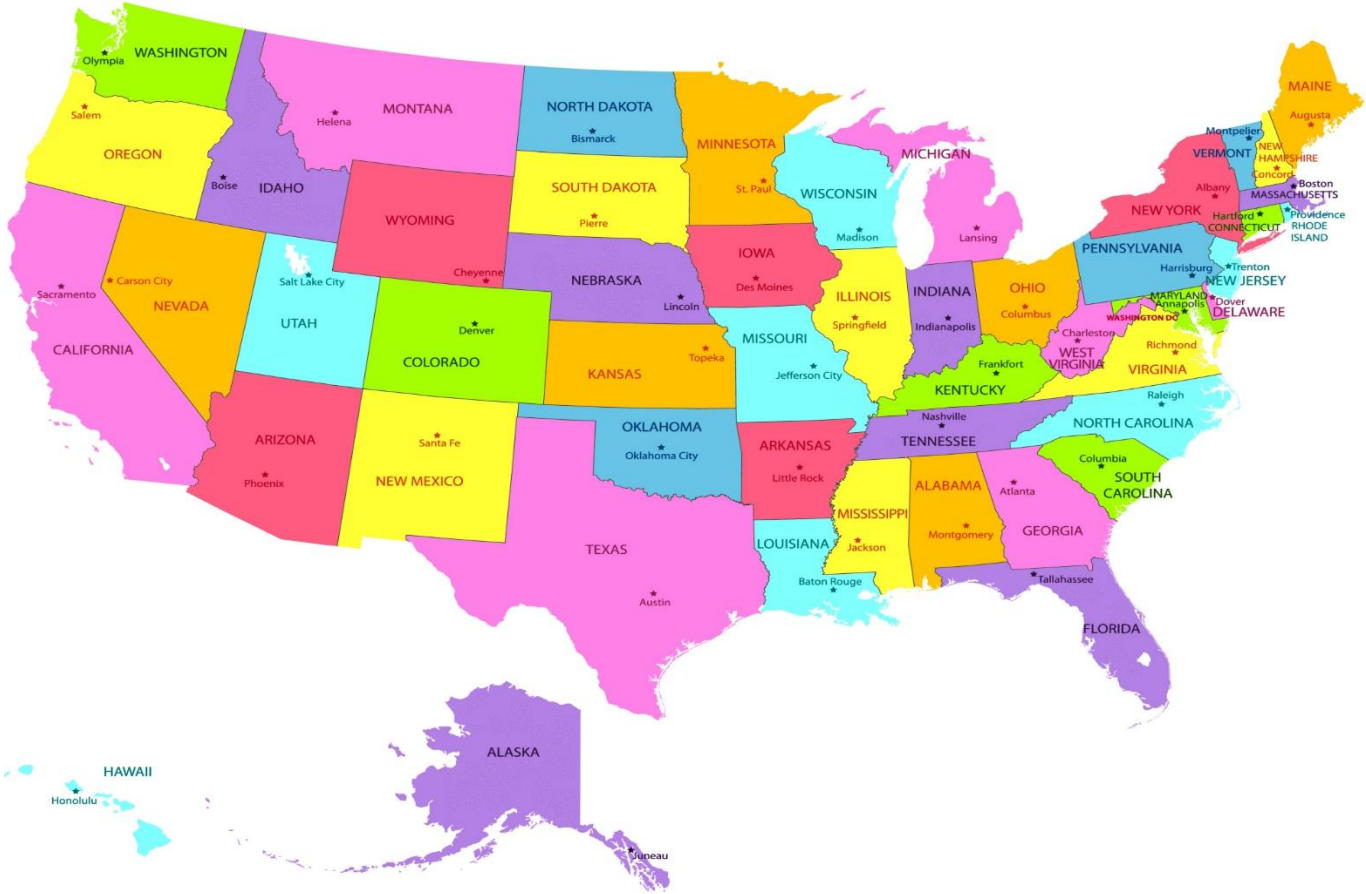 WASHINGTON
Olympia
OREGON
Salem
CALIFORNIA
Sacramento
NEVADA
Carson City
IDAHO
Boise
MONTANA
Helena
WYOMING
Cheyenne
UTAH
Salt Lake City
COLORADO
Denver
ARIZONA
Phoenix
NEW MEXICO
Santa Fe
NORTH DAKOTA
Bismarck
SOUTH DAKOTA
Pierre
NEBRASKA
Lincoln
KANSAS
Topeka
OKLAHOMA
Oklahoma City
TEXAS
Austin
MINNESOTA
St. Paul
IOWA
Des Moines
MISSOURI
Jefferson City
ARKANSAS
Little Rock
LOUISIANA
Baton Rouge
WISCONSIN
Madison
ILLINOIS
Springfield
MICHIGAN
Lansing
INDIANA
Indianapolis
OHIO
Columbus
KENTUCKY
Frankfort
TENNESSEE
Nashville
MISSISSIPPI
Jackson
ALABAMA
Montgomery
GEORGIA
Atlanta
FLORIDA
Tallahassee
SOUTH
CAROLINA
Columbia
NORTH CAROLINA
Raleigh
VIRGINIA
Richmond
WEST
VIRGINIA
Charleston
WASHINGTON DC
MARYLAND
Annapolis
DELAWARE
Dover
PENNSYLVANIA
Harrisburg
NEW JERSEY
Trenton
NEW YORK
Albany
CONNECTICUT
Hartford
RHODE
ISLAND
Providence
MASSACHUSETTS
Boston
VERMONT
Montpelier
NEW
HAMPSHIRE
Concord
MAINE
Augusta
ALASKA
Juneau
HAWAII
Honolulu